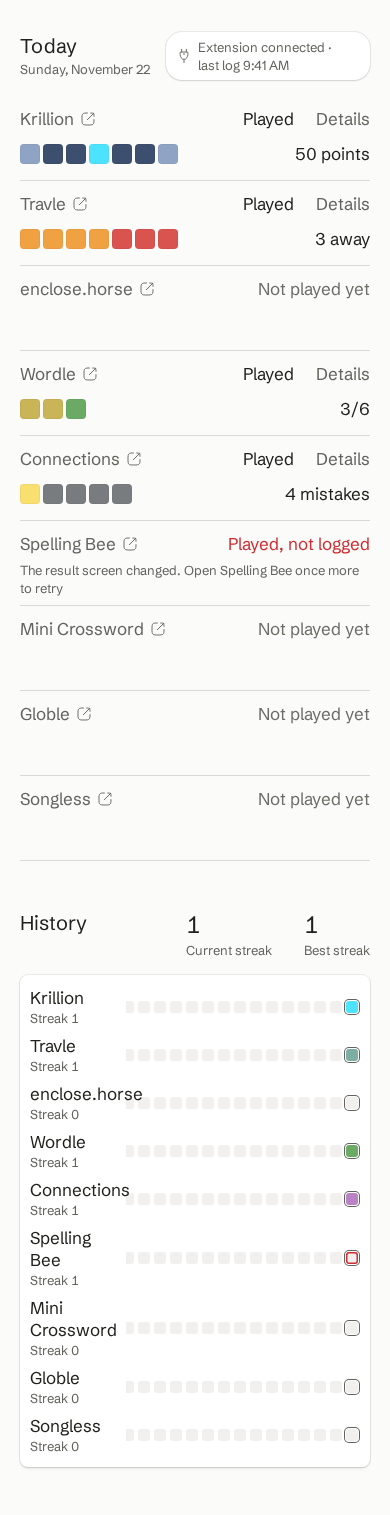 Today
Sunday, November 22
Extension connected ·
last log 9:41 AM
Krillion
Played
Details
50 points
Travle
Played
Details
3 away
enclose.horse
Not played yet
Wordle
Played
Details
3/6
Connections
Played
Details
4 mistakes
Spelling Bee
Played, not logged
The result screen changed. Open Spelling Bee once more
to retry
Mini Crossword
Not played yet
Globle
Not played yet
Songless
Not played yet
History
1
Current streak
1
Best streak
Krillion
Streak 1
Travle
Streak 1
enclose.horse
Streak 0
Wordle
Streak 1
Connections
Streak 1
Spelling
Bee
Streak 1
Mini
Crossword
Streak 0
Globle
Streak 0
Songless
Streak 0